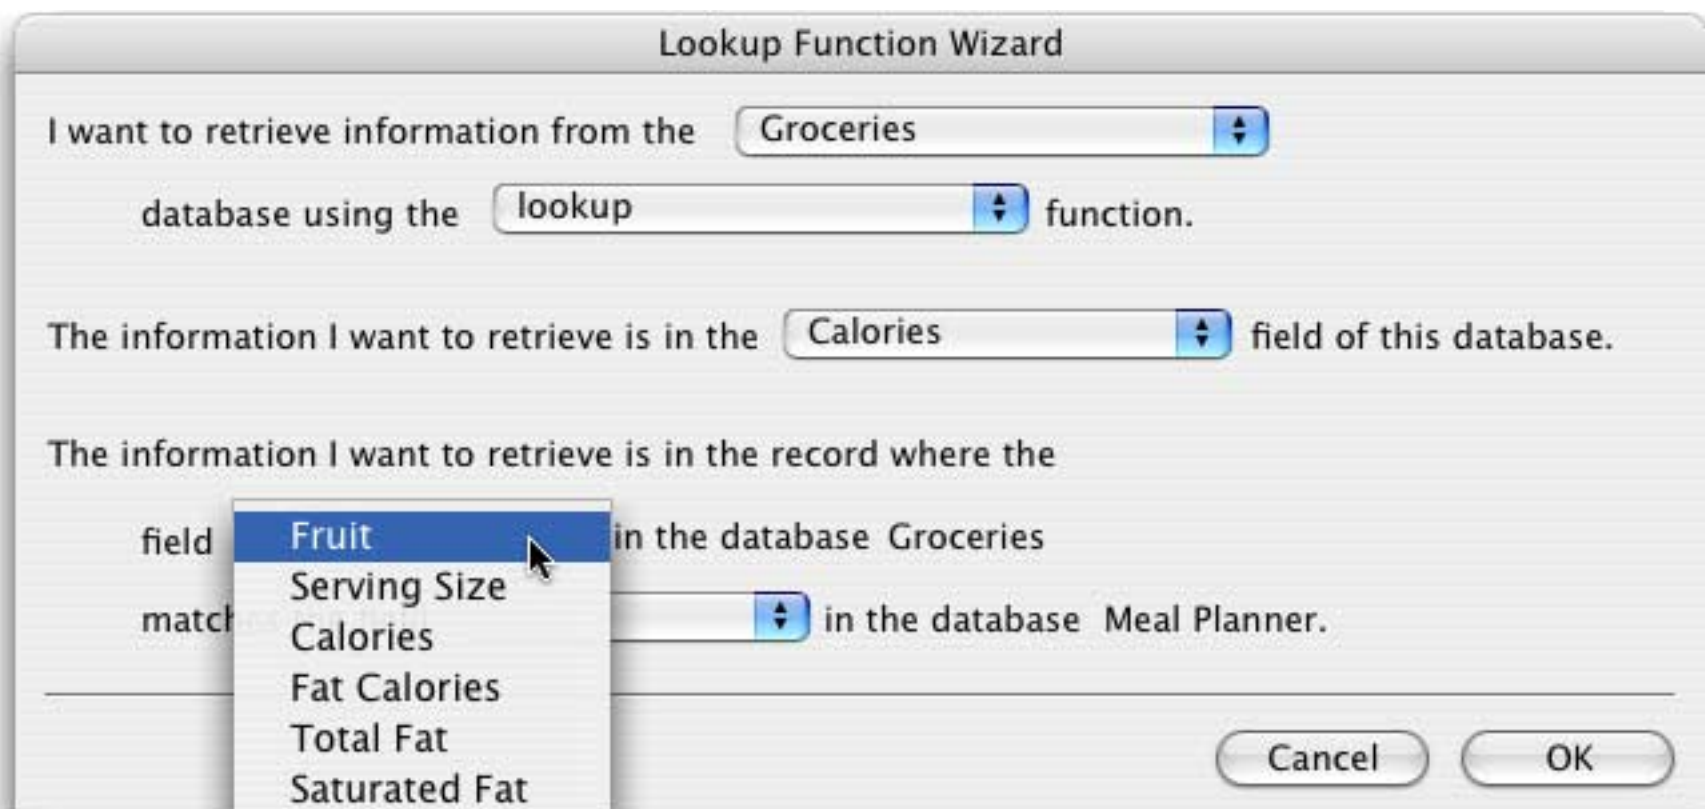 Lookup Function Wizard
I want to retrieve information from the Groceries
database using the lookup function.
The information I want to retrieve is in the Calories field of this database.
The information I want to retrieve is in the record where the
field Fruit in the database Groceries
Serving Size
match in the database Meal Planner.
Calories
Fat Calories
Total Fat
Saturated Fat
Cancel OK